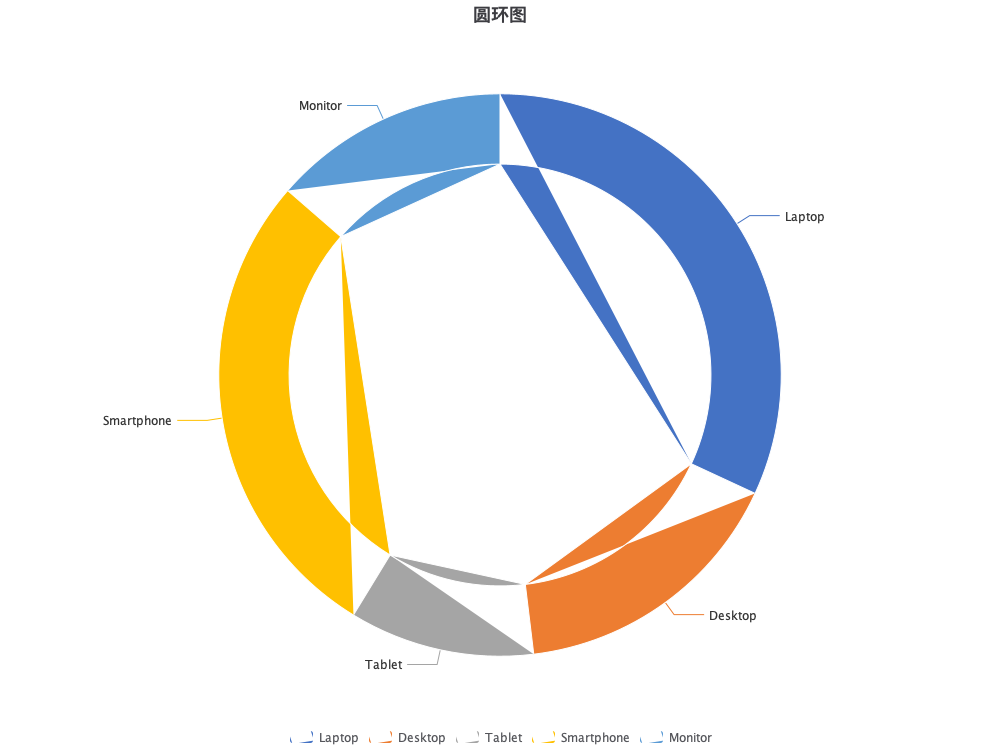 圆环图
Monitor
Laptop
Smartphone
Desktop
Tablet
Laptop Desktop Tablet Smartphone Monitor